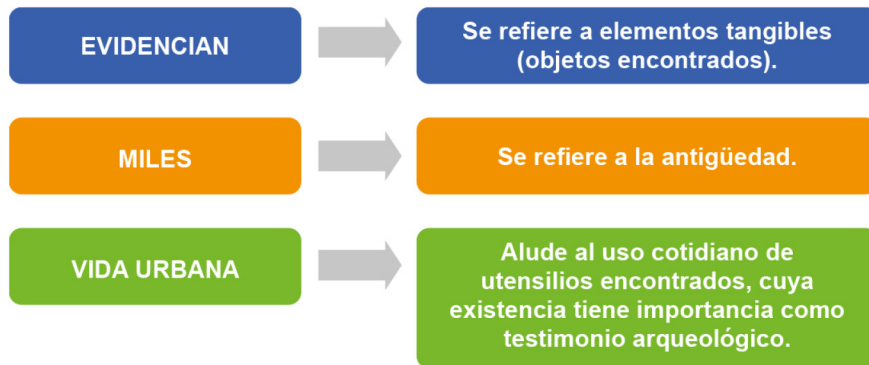 EVIDENCIAN
Se refiere a elementos tangibles
(objetos encontrados).
MILES
Se refiere a la antigüedad.
VIDA URBANA
Alude al uso cotidiano de
utensilios encontrados, cuya
existencia tiene importancia como
testimonio arqueológico.